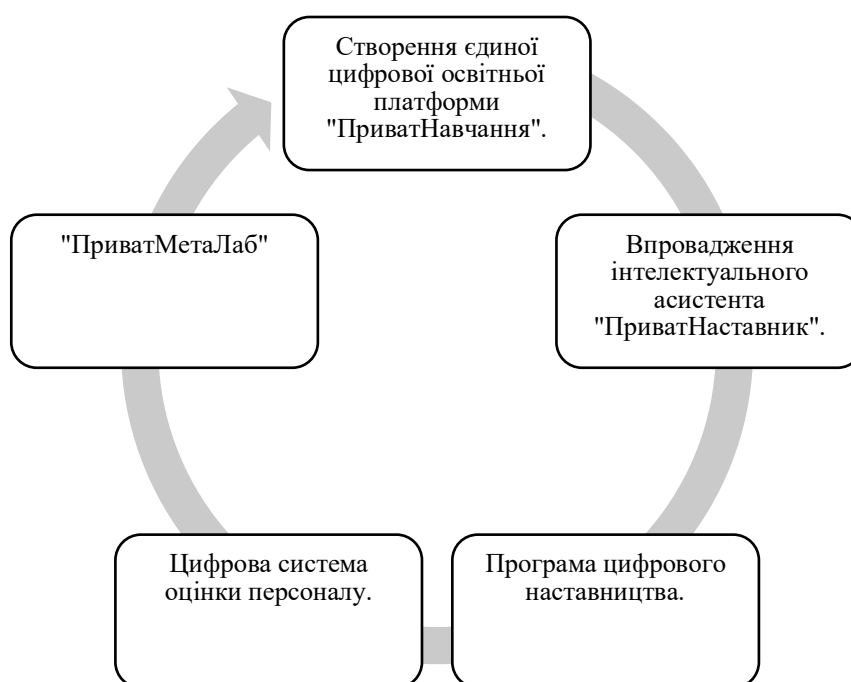 Створення єдиної
цифрової освітньої
платформи
"ПриватНавчання".
"ПриватМетаЛаб"
Впровадження
інтелектуального
асистента
"ПриватНаставник".
Цифрова система
оцінки персоналу.
Програма цифрового
наставництва.